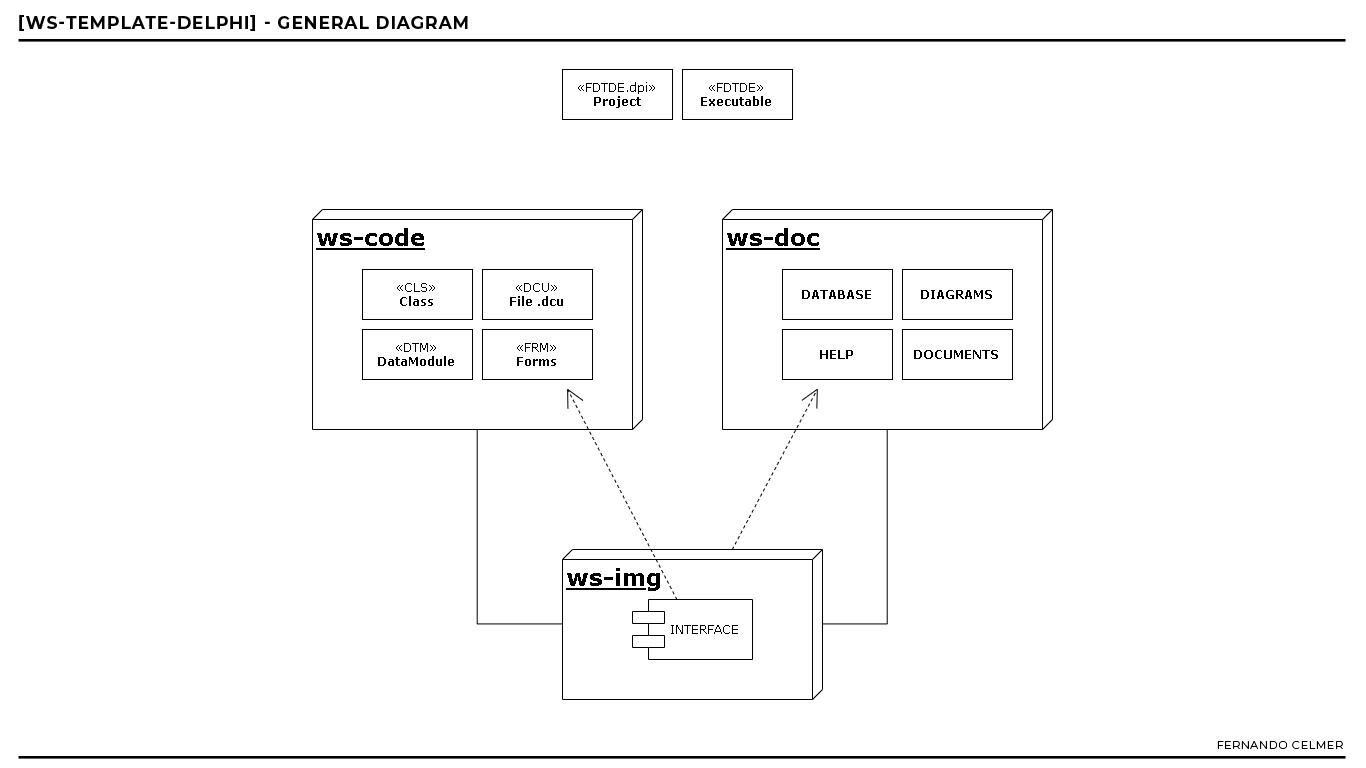 [WS-TEMPLATE-DELPHI] - GENERAL DIAGRAM
«FDTDE.dpi»
Project
«FDTDE»
Executable
ws-code
«CLS»
Class
«DCU»
File .dcu
«DTM»
DataModule
«FRM»
Forms
ws-doc
DATABASE
DIAGRAMS
HELP
DOCUMENTS
ws-img
INTERFACE
FERNANDO CELMER